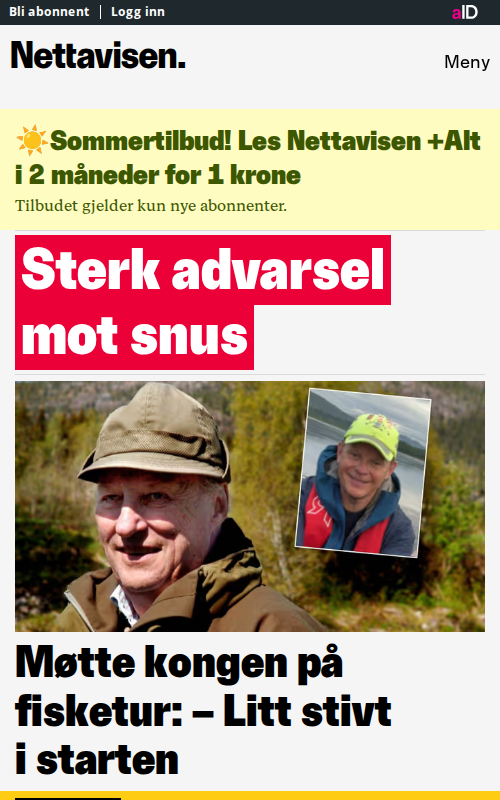 Bli abonnent
Logg inn
aID
Nettavisen.
Meny
☀️Sommertilbud! Les Nettavisen +Alt
i 2 måneder for 1 krone
Tilbudet gjelder kun nye abonnenter.
Sterk advarsel
mot snus
Møtte kongen på
fisketur: – Litt stivt
i starten